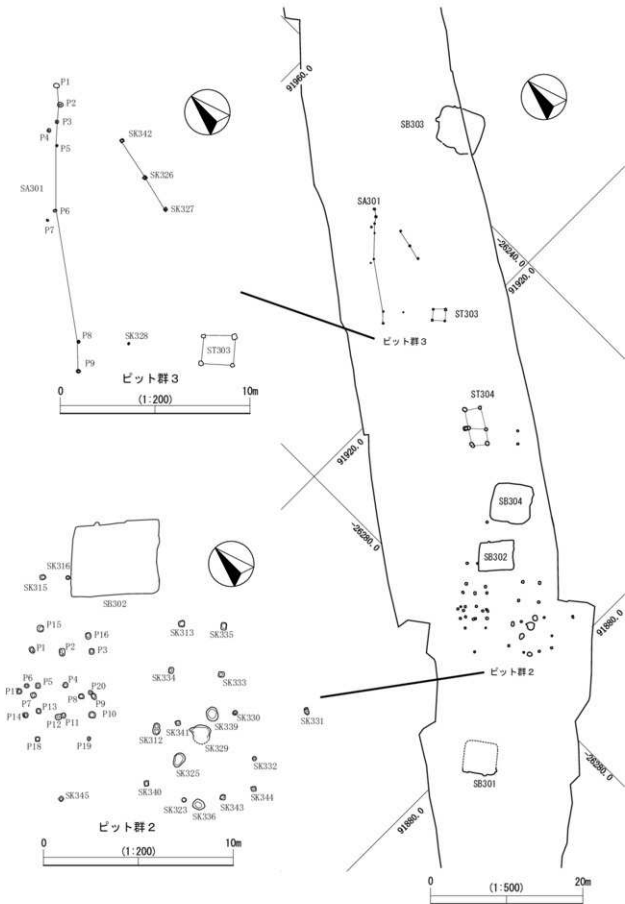 P1
P2
P3
P4
P5
SA301
P6
P7
P8
P9
SK342
SK326
SK327
SK328
ST303
ピット群3
0
10m
(1:200)
SK316
SK315
SB302
P15
P16
P1
P2
P3
SK313
SK335
SK334
SK333
P6
P5
P4
P17
P7
P8
P20
P9
P14
P13
P12
P11
P10
P18
P19
SK312
SK341
SK339
SK330
SK331
SK329
SK325
SK332
SK340
SK344
SK345
SK323
SK343
SK336
ピット群2
0
10m
(1:200)
91960.0
SB303
SA301
-26240.0
91920.0
ST303
ピット群3
ST304
91920.0
-26280.0
SB304
SB302
91880.0
ピット群2
SB301
-26280.0
91880.0
0
20m
(1:500)